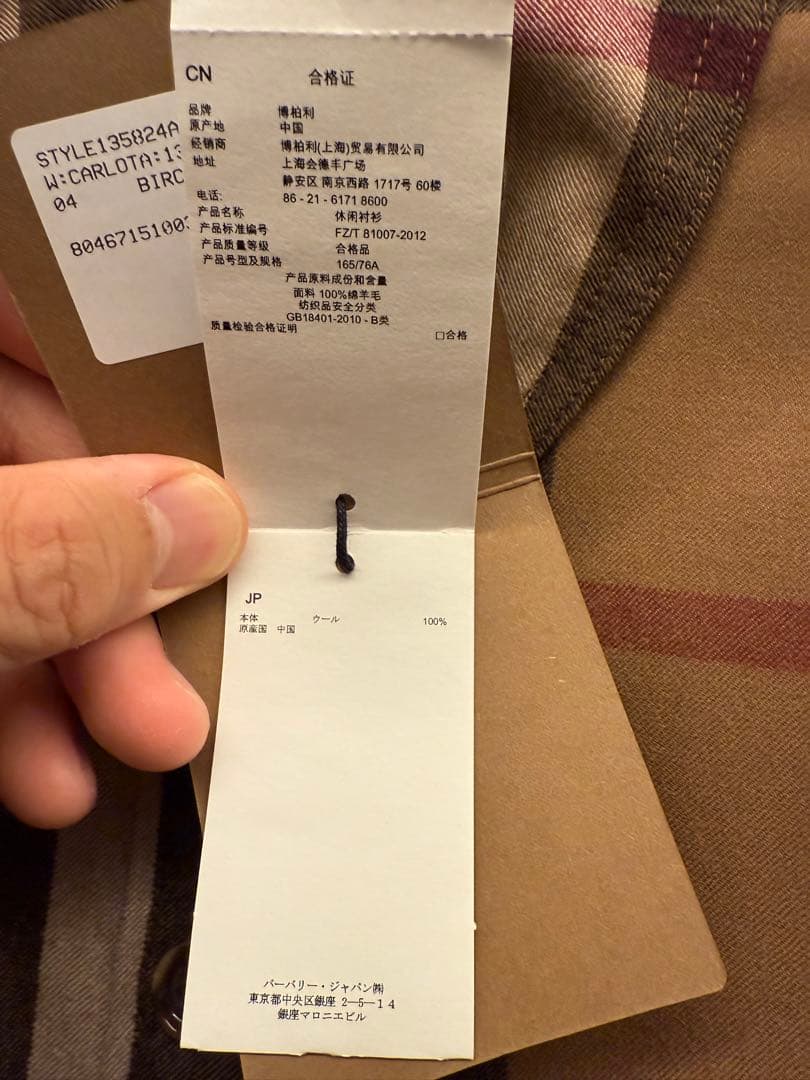 STYLE135824A
W:CARLOTA:13
04 BIRC
80467151003
CN 合格证
品牌 博柏利
原产地 中国
经销商 博柏利(上海)贸易有限公司
地址 上海会德丰广场
静安区 南京西路 1717号 60楼
电话: 86 - 21 - 6171 8600
产品名称 休闲衬衫
产品标准编号 FZ/T 81007-2012
产品质量等级 合格品
产品号型及规格 165/76A
产品原料成份和含量
面料 100%绵羊毛
纺织品安全分类
GB18401-2010 - B类
质量检验合格证明 □合格
JP
本体 ウール 100%
原産国 中国
バーバリー・ジャパン㈱
東京都中央区銀座 2―5―14
銀座マロニエビル